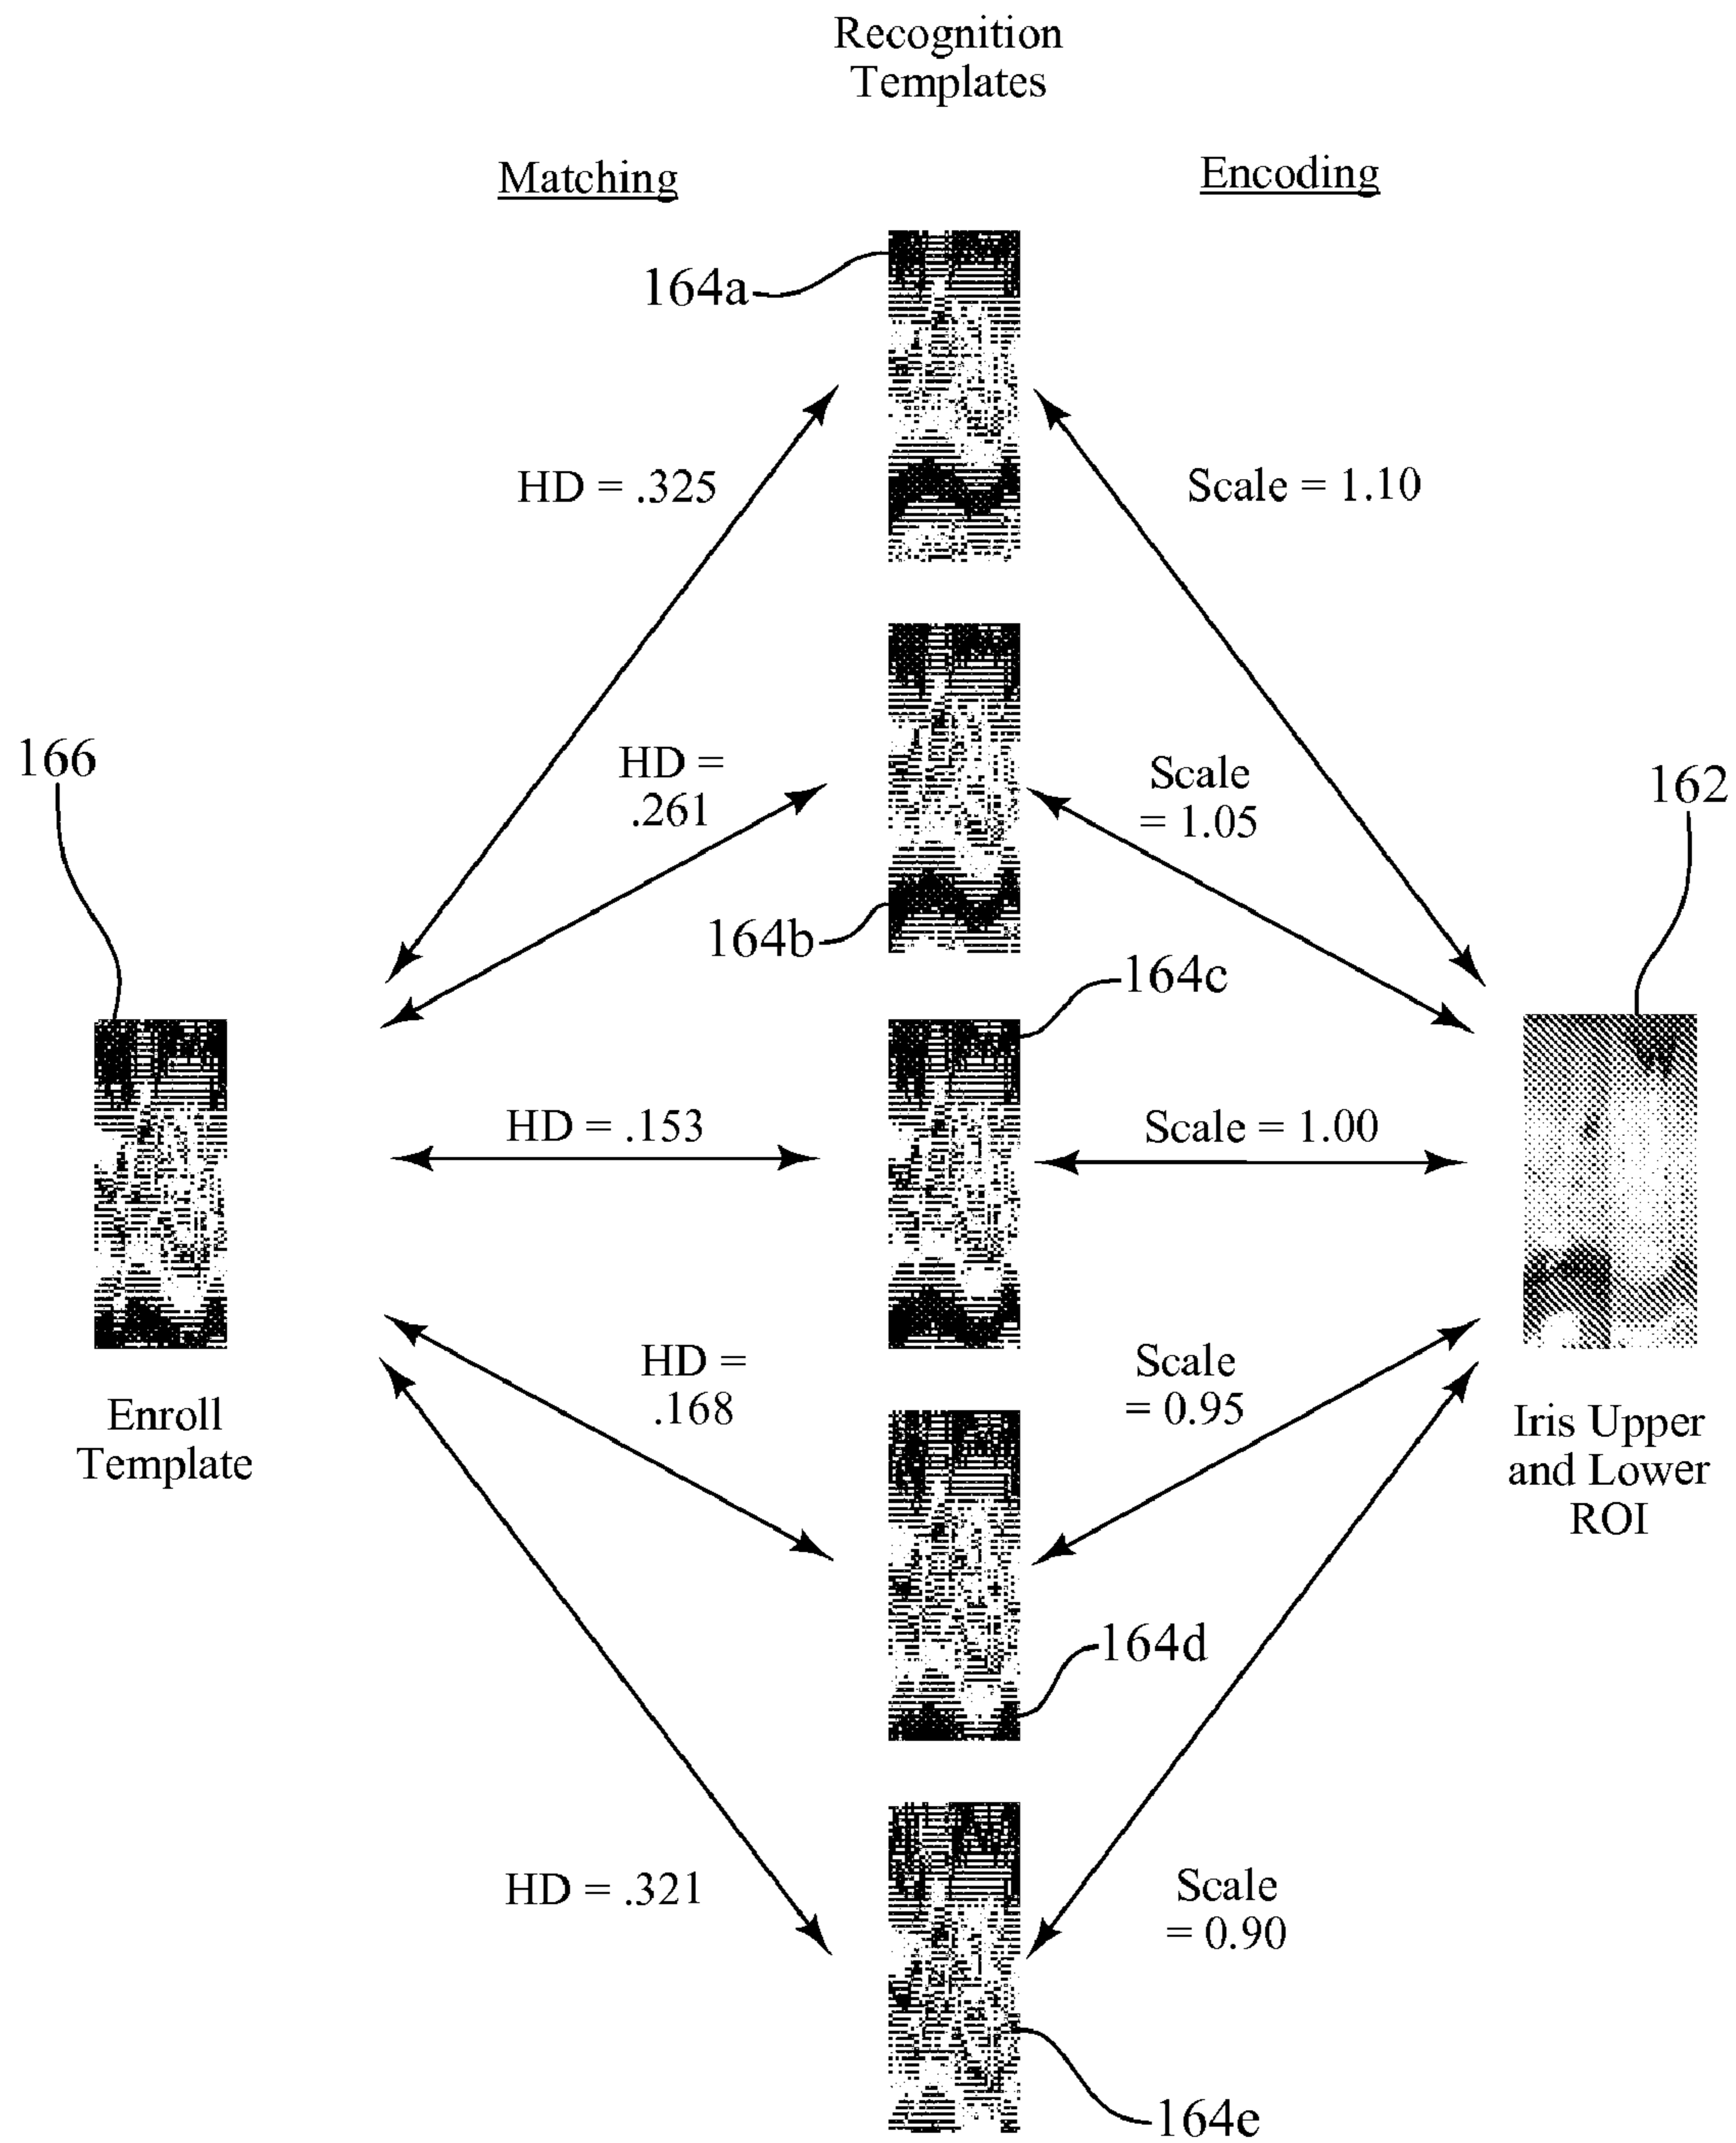 Recognition
Templates
Matching
Encoding
164a
HD = .325
Scale = 1.10
166
HD =
.261
Scale
= 1.05
162
164b
164c
HD = .153
Scale = 1.00
HD =
.168
Scale
= 0.95
Enroll
Template
Iris Upper
and Lower
ROI
164d
HD = .321
Scale
= 0.90
164e